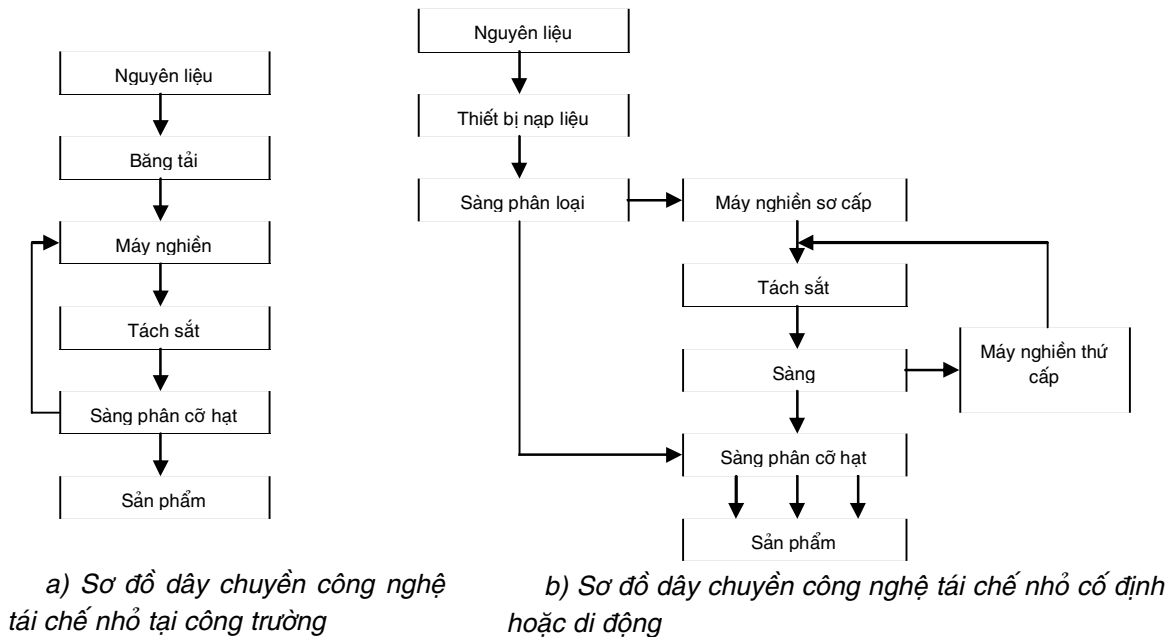 Nguyên liệu
Băng tải
Máy nghiền
Tách sắt
Sàng phân cỡ hạt
Sản phẩm
a) Sơ đồ dây chuyền công nghệ
tái chế nhỏ tại công trường
Nguyên liệu
Thiết bị nạp liệu
Sàng phân loại
Máy nghiền sơ cấp
Tách sắt
Sàng
Máy nghiền thứ
cấp
Sàng phân cỡ hạt
Sản phẩm
b) Sơ đồ dây chuyền công nghệ tái chế nhỏ cố định
hoặc di động